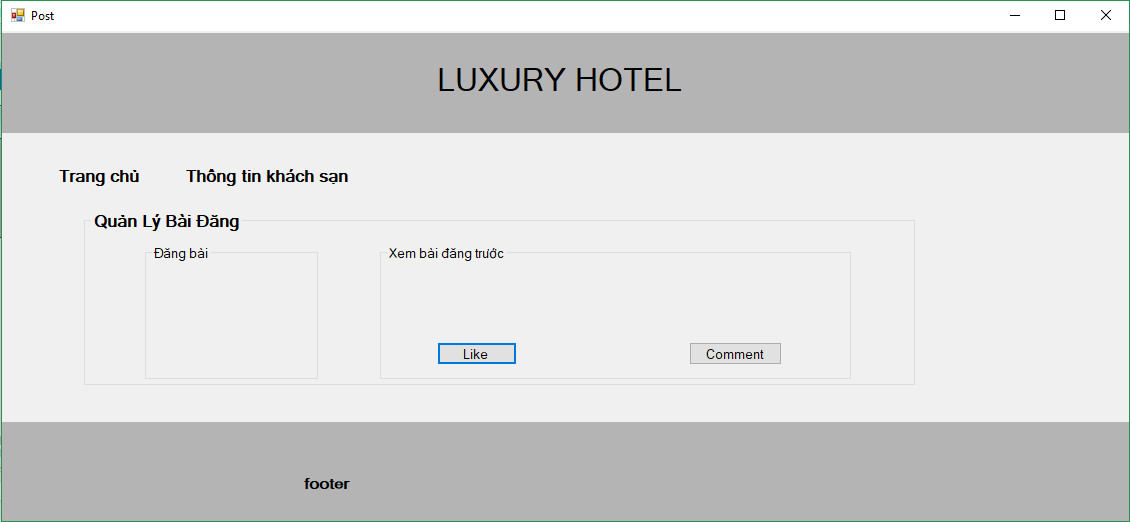 Post
LUXURY HOTEL
Trang chủ Thông tin khách sạn
Quản Lý Bài Đăng
Đăng bài Xem bài đăng trước
Like Comment
footer